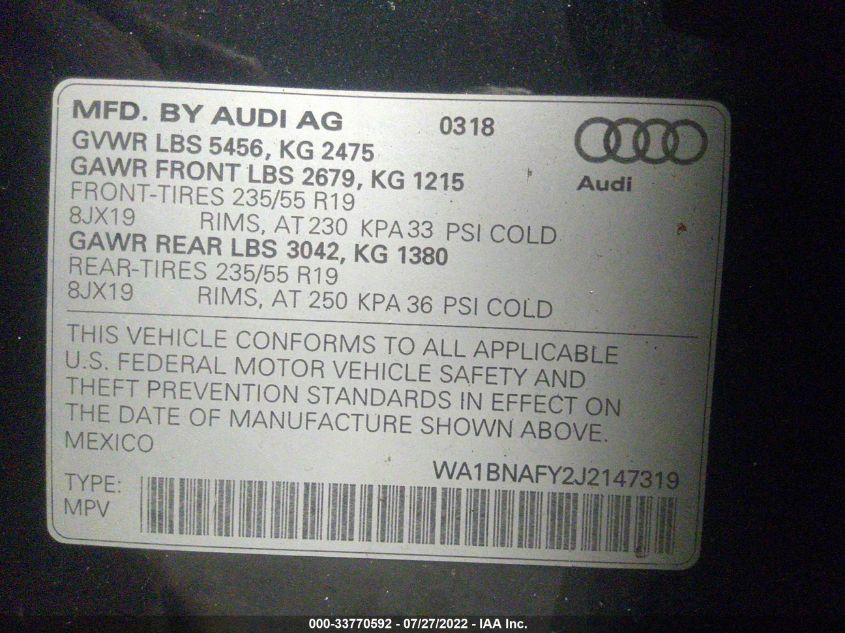 MFD. BY AUDI AG 0318
GVWR LBS 5456, KG 2475
GAWR FRONT LBS 2679, KG 1215
Audi
FRONT-TIRES 235/55 R19
8JX19 RIMS, AT 230 KPA 33 PSI COLD
GAWR REAR LBS 3042, KG 1380
REAR-TIRES 235/55 R19
8JX19 RIMS, AT 250 KPA 36 PSI COLD
THIS VEHICLE CONFORMS TO ALL APPLICABLE
U.S. FEDERAL MOTOR VEHICLE SAFETY AND
THEFT PREVENTION STANDARDS IN EFFECT ON
THE DATE OF MANUFACTURE SHOWN ABOVE.
MEXICO
WA1BNAFY2J2147319
TYPE:
MPV
000-33770592 - 07/27/2022 - IAA Inc.